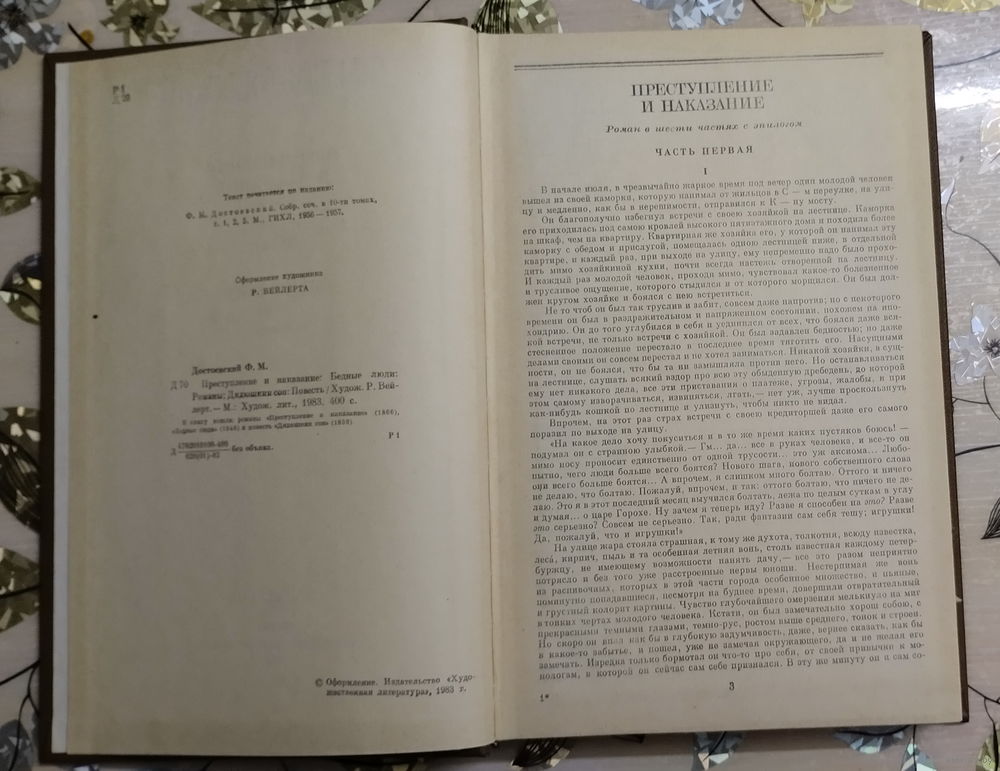 Р 1
Д 70
Текст печатается по изданию:
Ф. М. Достоевский. Собр. соч. в 10-ти томах,
т. 1, 2, 5. М., ГИХЛ, 1956—1957.
Оформление художника
Р. ВЕЙЛЕРТА
Достоевский Ф. М.
Д 70 Преступление и наказание: Бедные люди:
Романы; Дядюшкин сон: Повесть/Худож. Р. Вей-
лерт.— М.: Худож. лит., 1983. 400 с.
В книгу вошли: романы «Преступление и наказание» (1866),
«Бедные люди» (1846) и повесть «Дядюшкин сон» (1859)
Д без объявл.
Р 1
© Оформление. Издательство «Худо-
жественная литература», 1983 г.
ПРЕСТУПЛЕНИЕ
И НАКАЗАНИЕ
Роман в шести частях с эпилогом
ЧАСТЬ ПЕРВАЯ
I
В начале июля, в чрезвычайно жаркое время под вечер один молодой человек
вышел из своей каморки, которую нанимал от жильцов в С — м переулке, на ули-
цу и медленно, как бы в нерешимости, отправился к К — ну мосту.
Он благополучно избегнул встречи с своею хозяйкой на лестнице. Каморка
его приходилась под самою кровлей высокого пятиэтажного дома и походила более
на шкаф, чем на квартиру. Квартирная же хозяйка его, у которой он нанимал эту
каморку с обедом и прислугой, помещалась одною лестницей ниже, в отдельной
квартире, и каждый раз, при выходе на улицу, ему непременно надо было прохо-
дить мимо хозяйкиной кухни, почти всегда настежь отворенной на лестницу.
И каждый раз молодой человек, проходя мимо, чувствовал какое-то болезненное
и трусливое ощущение, которого стыдился и от которого морщился. Он был дол-
жен кругом хозяйке и боялся с нею встретиться.
Не то чтоб он был так труслив и забит, совсем даже напротив; но с некоторого
времени он был в раздражительном и напряженном состоянии, похожем на ипо-
хондрию. Он до того углубился в себя и уединился от всех, что боялся даже вся-
кой встречи, не только встречи с хозяйкой. Он был задавлен бедностью; но даже
стесненное положение перестало в последнее время тяготить его. Насущными
делами своими он совсем перестал и не хотел заниматься. Никакой хозяйки, в сущ-
ности, он не боялся, что бы та ни замышляла против него. Но останавливаться
на лестнице, слушать всякий вздор про всю эту обыденную дребедень, до которой
ему нет никакого дела, все эти приставания о платеже, угрозы, жалобы, и при
этом самому изворачиваться, извиняться, лгать,— нет уж, лучше проскользнуть
как-нибудь кошкой по лестнице и улизнуть, чтобы никто не видал.
Впрочем, на этот раз страх встречи с своею кредиторшей даже его самого
поразил по выходе на улицу.
«На какое дело хочу покуситься и в то же время каких пустяков боюсь! —
подумал он с странною улыбкой.— Гм... да... все в руках человека, и все-то он
мимо носу проносит единственно от одной трусости... это уж аксиома... Любо-
пытно, чего люди больше всего боятся? Нового шага, нового собственного слова
они всего больше боятся... А впрочем, я слишком много болтаю. Оттого и ничего
не делаю, что болтаю. Пожалуй, впрочем, и так: оттого болтаю, что ничего не де-
лаю. Это я в этот последний месяц выучился болтать, лежа по целым суткам в углу
и думая... о царе Горохе. Ну зачем я теперь иду? Разве я способен на это? Разве
это серьезно? Совсем не серьезно. Так, ради фантазии сам себя тешу; игрушки!
Да, пожалуй, что и игрушки!»
На улице жара стояла страшная, к тому же духота, толкотня, всюду известка,
леса́, кирпич, пыль и та особенная летняя вонь, столь известная каждому петер-
буржцу, не имеющему возможности нанять дачу,— все это разом неприятно
потрясло и без того уже расстроенные нервы юноши. Нестерпимая же вонь
из распивочных, которых в этой части города особенное множество, и пьяные,
поминутно попадавшиеся, несмотря на буднее время, довершили отвратительный
и грустный колорит картины. Чувство глубочайшего омерзения мелькнуло на миг
в тонких чертах молодого человека. Кстати, он был замечательно хорош собою, с
прекрасными темными глазами, темно-рус, ростом выше среднего, тонок и строен.
Но скоро он впал как бы в глубокую задумчивость, даже, вернее сказать, как бы
в какое-то забытье, и пошел, уже не замечая окружающего, да и не желая его
замечать. Изредка только бормотал он что-то про себя, от своей привычки к мо-
нологам, в которой он сейчас сам себе признался. В эту же минуту он и сам со-
1*
3